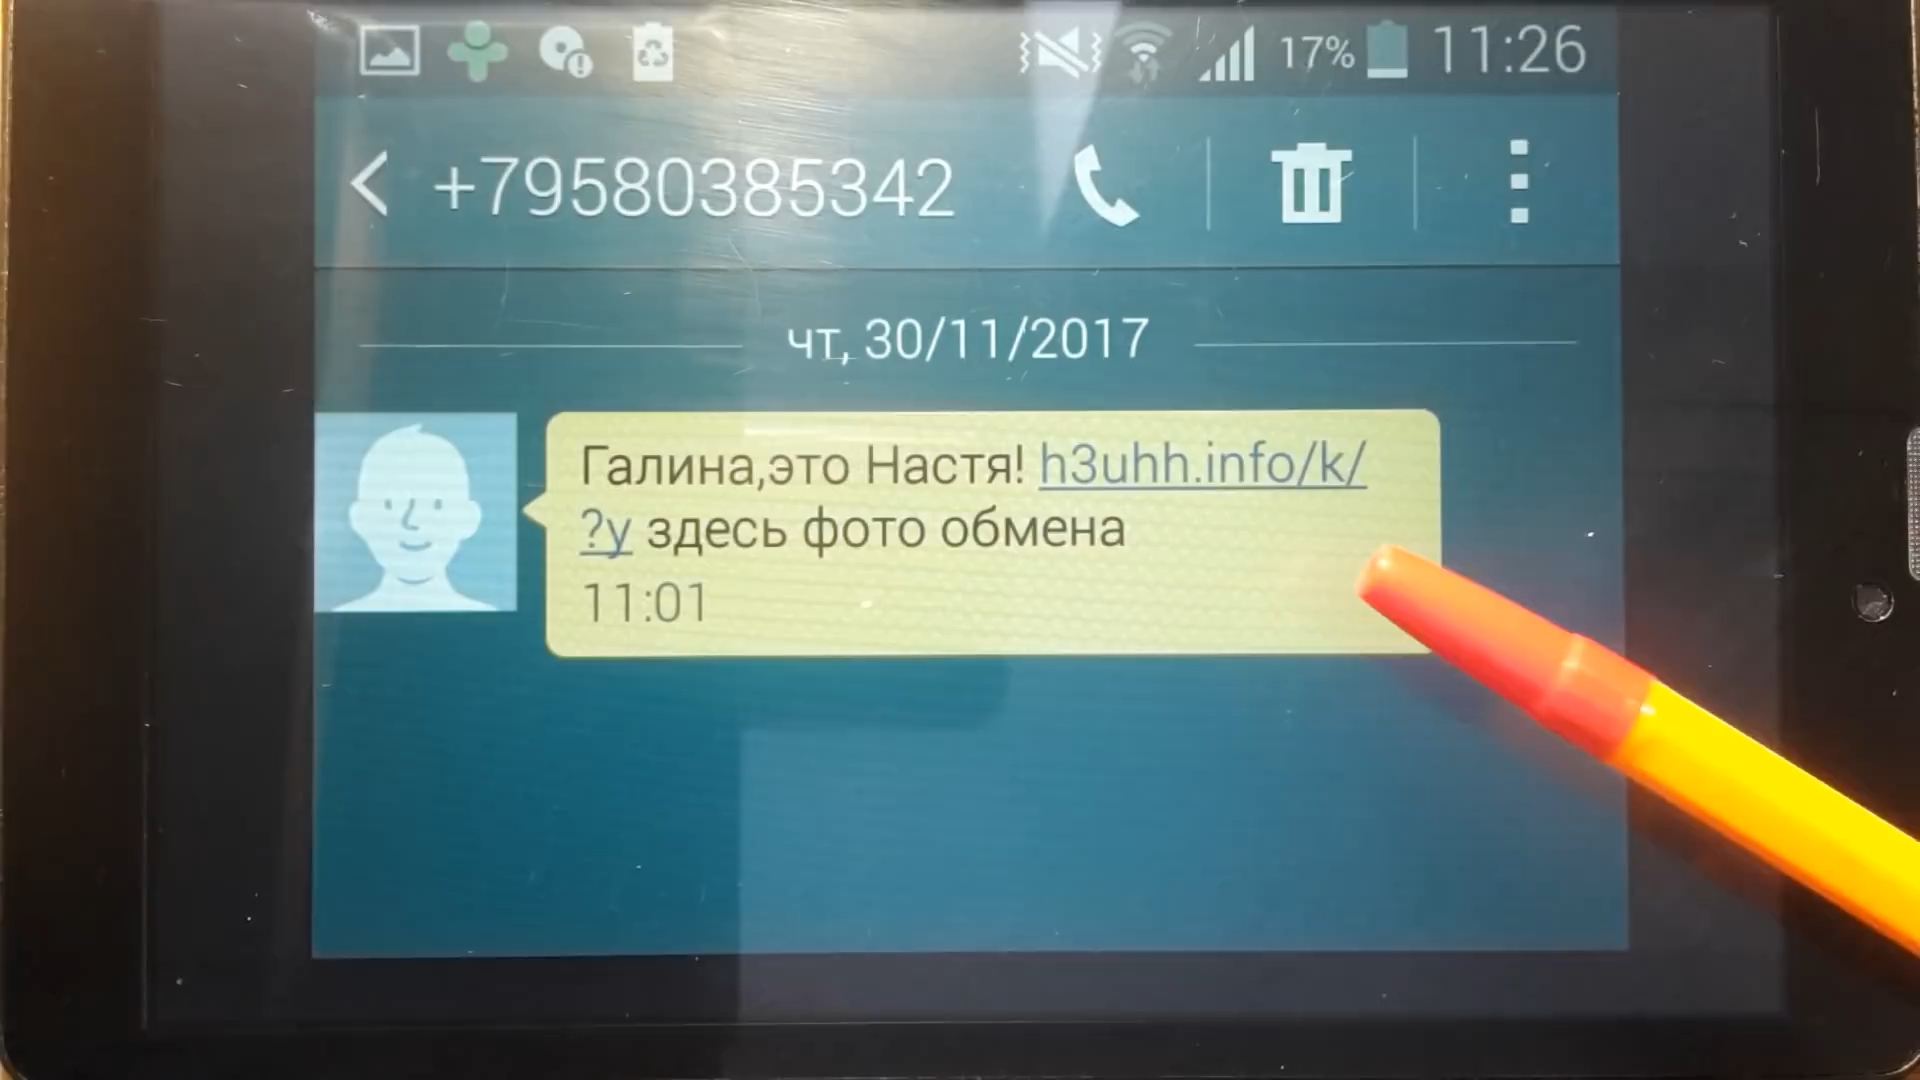 17% 11:26
+79580385342
чт, 30/11/2017
Галина,это Настя! h3uhh.info/k/
?y здесь фото обмена
11:01